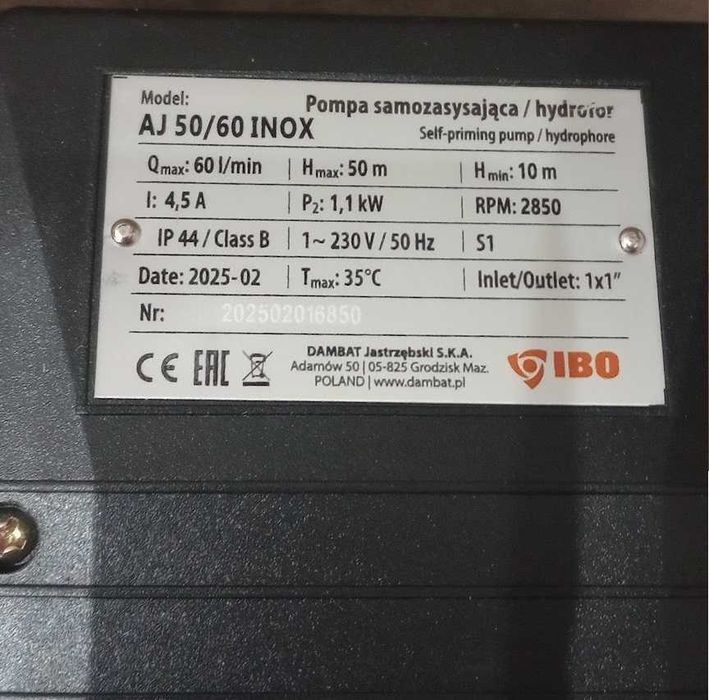 Model:
Pompa samozasysająca / hydrofor
AJ 50/60 INOX
Self-priming pump / hydrophore
Qmax: 60 l/min | Hmax: 50 m | Hmin: 10 m
I: 4,5 A | P2: 1,1 kW | RPM: 2850
IP 44 / Class B | 1~ 230 V / 50 Hz | S1
Date: 2025-02 | Tmax: 35°C | Inlet/Outlet: 1x1”
Nr: 202502016850
CE EAC
DAMBAT Jastrzębski S.K.A.
Adamów 50 | 05-825 Grodzisk Maz.
POLAND | www.dambat.pl
IBO